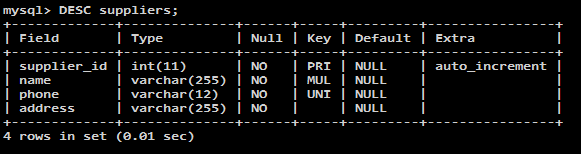 mysql> DESC suppliers;
+-------------+--------------+------+-----+---------+----------------+
| Field       | Type         | Null | Key | Default | Extra          |
+-------------+--------------+------+-----+---------+----------------+
| supplier_id | int(11)      | NO   | PRI | NULL    | auto_increment |
| name        | varchar(255) | NO   | MUL | NULL    |                |
| phone       | varchar(12)  | NO   | UNI | NULL    |                |
| address     | varchar(255) | NO   |     | NULL    |                |
+-------------+--------------+------+-----+---------+----------------+
4 rows in set (0.01 sec)